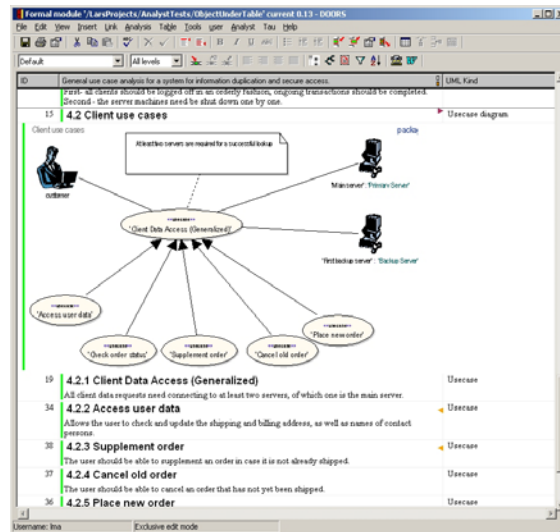 Formal module '/LarsProjects/AnalystTests/ObjectUnderTable' current 0.13 - DOORS
File Edit View Insert Link Analysis Table Tools User Analyst Tau Help
Default All levels
ID General use case analysis for a system for information duplication and secure access. UML Kind
First- all clients should be logged off in an orderly fashion, ongoing transactions should be completed.
Second - the server machines need be shut down one by one.
15 4.2 Client use cases Usecase diagram
Client use cases packa
At least two servers are required for a successful lookup
customer
'Main server' : 'Primary Server'
<<usecase>>
'Client Data Access (Generalized)'
'First backup server' : 'Backup Server'
<<usecase>>
'Access user data'
<<usecase>>
'Place new order'
<<usecase>> <<usecase>> <<usecase>>
'Check order status' 'Supplement order' 'Cancel old order'
19 4.2.1 Client Data Access (Generalized) Usecase
All client data requests need connecting to at least two servers, of which one is the main server.
34 4.2.2 Access user data Usecase
Allows the user to check and update the shipping and billing address, as well as names of contact
persons.
38 4.2.3 Supplement order Usecase
The user should be able to supplement an order in case it is not already shipped.
37 4.2.4 Cancel old order Usecase
The user should be able to cancel an order that has not yet been shipped.
36 4.2.5 Place new order Usecase
Username: lma Exclusive edit mode